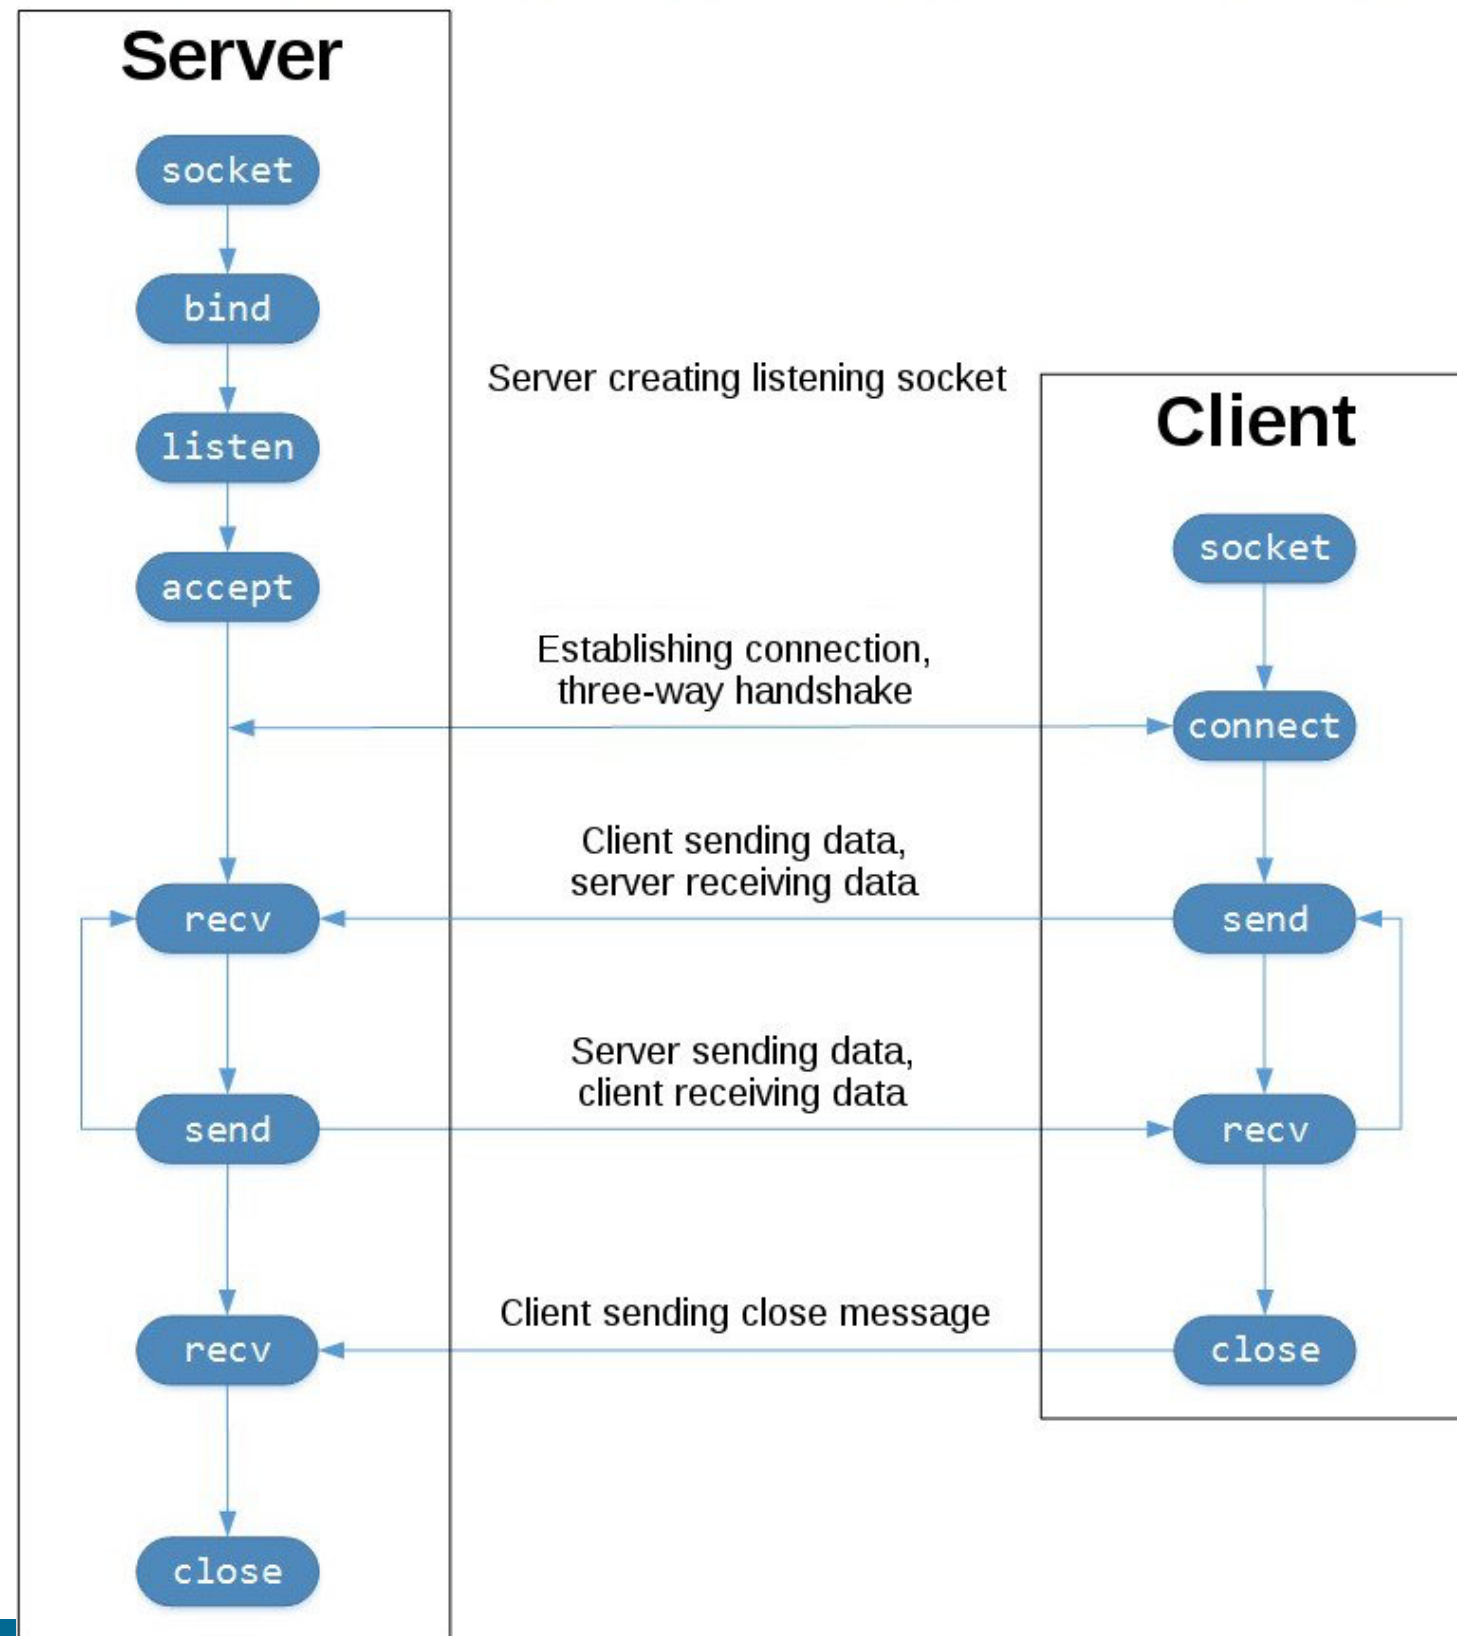 Server
socket
bind
listen
accept
recv
send
recv
close
Server creating listening socket
Establishing connection,
three-way handshake
Client sending data,
server receiving data
Server sending data,
client receiving data
Client sending close message
Client
socket
connect
send
recv
close